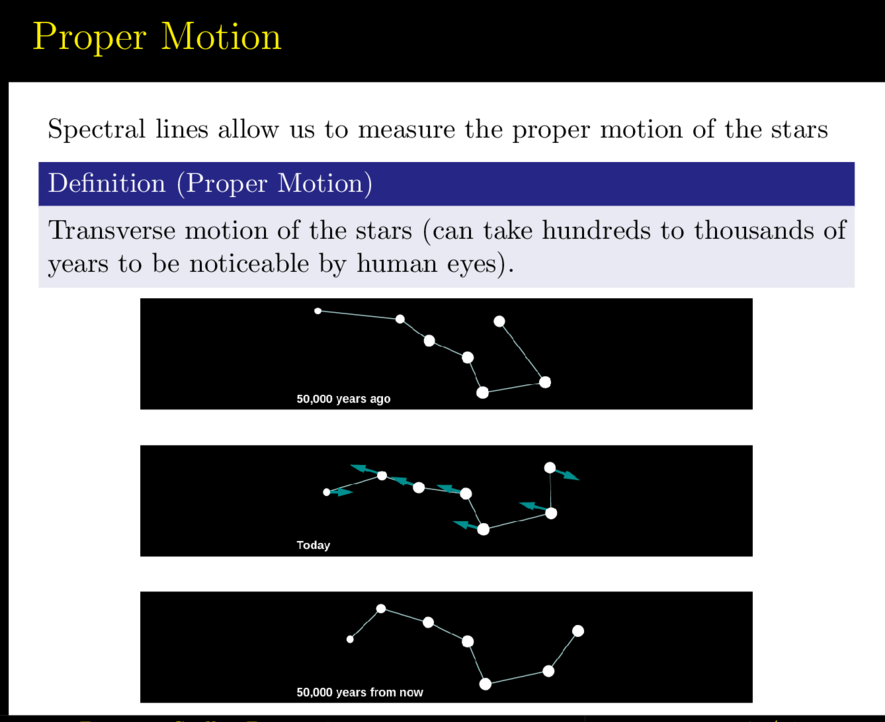 Proper Motion
Spectral lines allow us to measure the proper motion of the stars
Definition (Proper Motion)
Transverse motion of the stars (can take hundreds to thousands of
years to be noticeable by human eyes).
50,000 years ago
Today
50,000 years from now